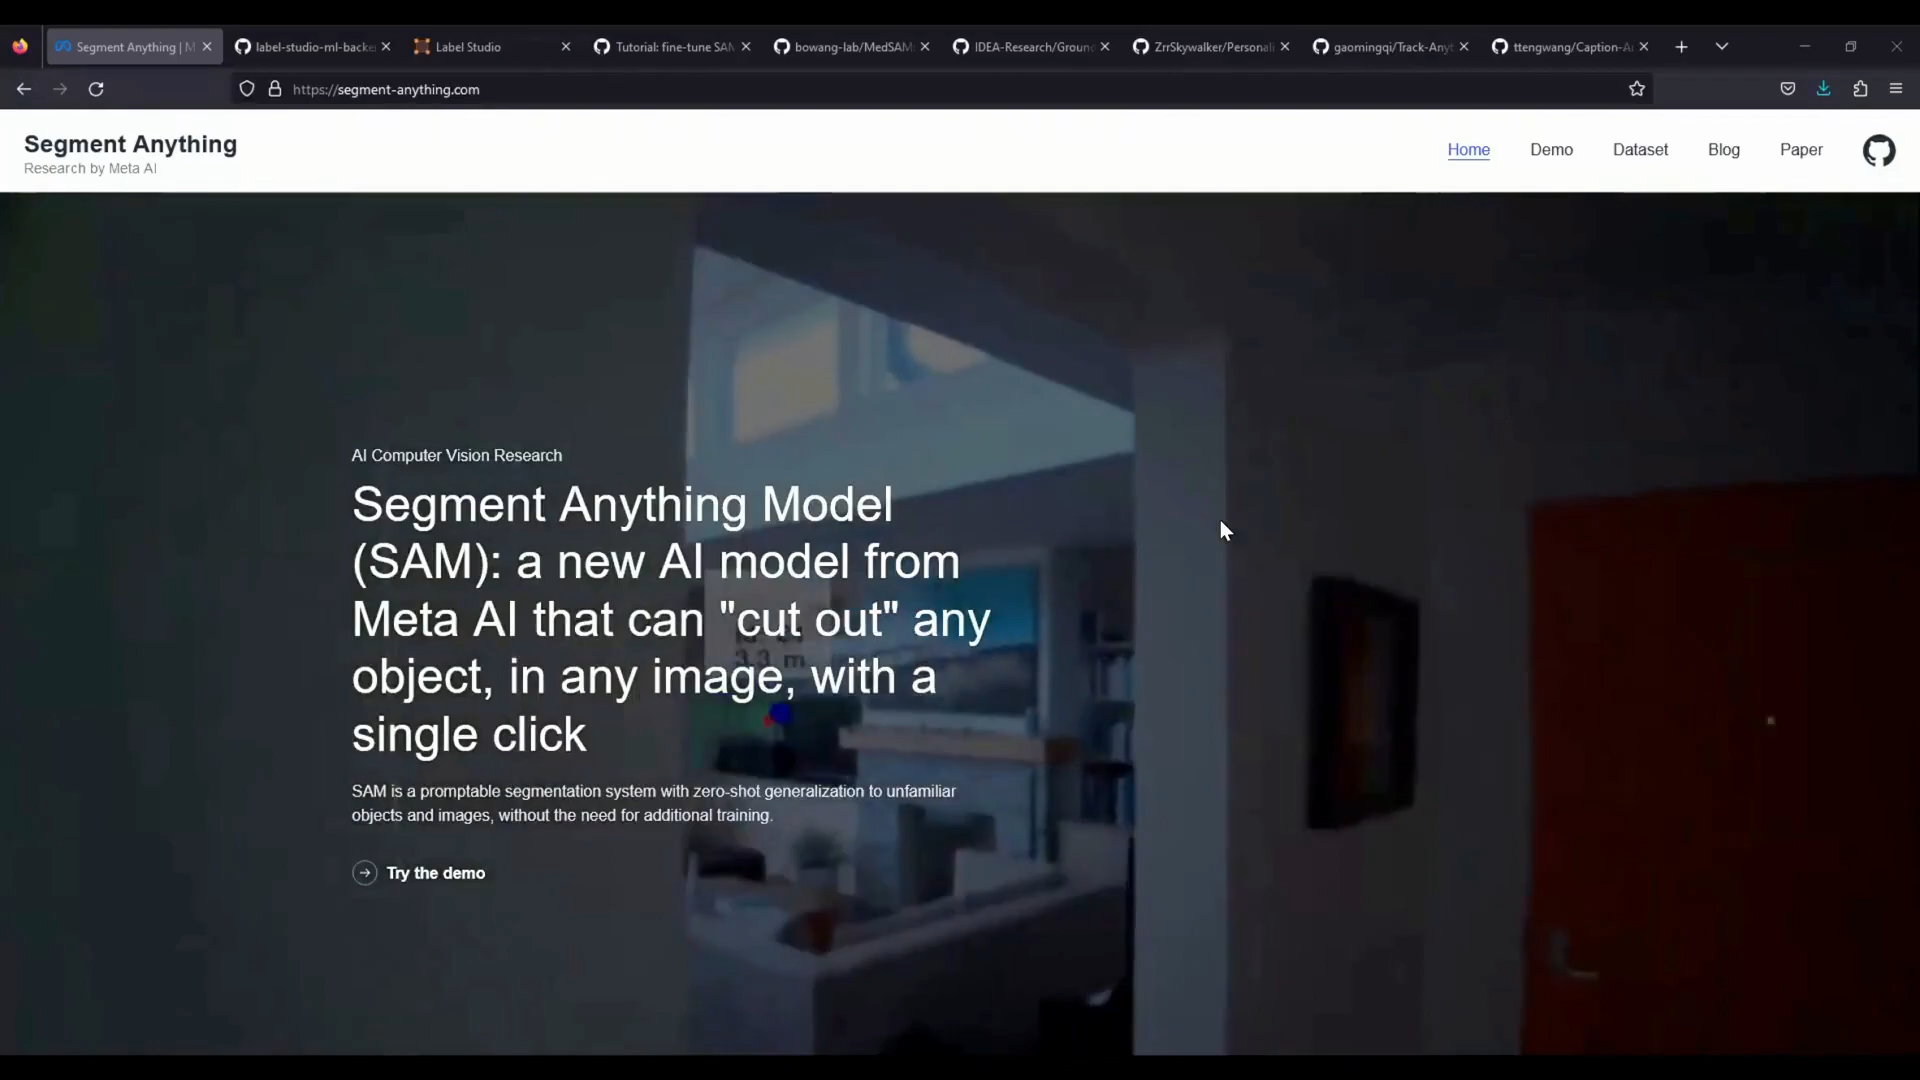 Segment Anything | M
label-studio-ml-backe
Label Studio
Tutorial: fine-tune SAM
bowang-lab/MedSAM:
IDEA-Research/Groun
ZrrSkywalker/Personali
gaomingqi/Track-Anyt
ttengwang/Caption-A
https://segment-anything.com
Segment Anything
Research by Meta AI
Home
Demo
Dataset
Blog
Paper
AI Computer Vision Research
Segment Anything Model
(SAM): a new AI model from
Meta AI that can "cut out" any
object, in any image, with a
single click
3.3 m
SAM is a promptable segmentation system with zero-shot generalization to unfamiliar
objects and images, without the need for additional training.
Try the demo